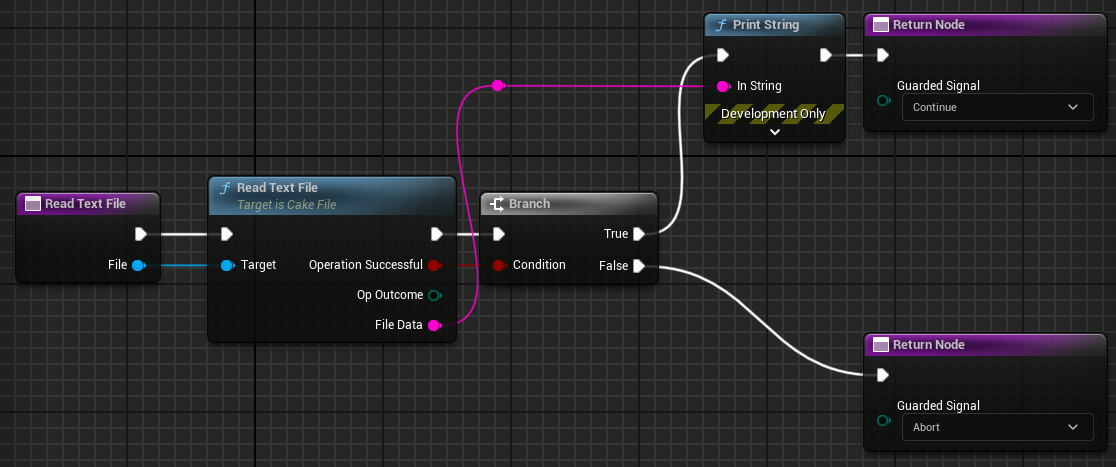 Print String
In String
Development Only
Return Node
Guarded Signal
Continue
Read Text File
File
Read Text File
Target is Cake File
Target
Operation Successful
Op Outcome
File Data
Branch
True
Condition
False
Return Node
Guarded Signal
Abort